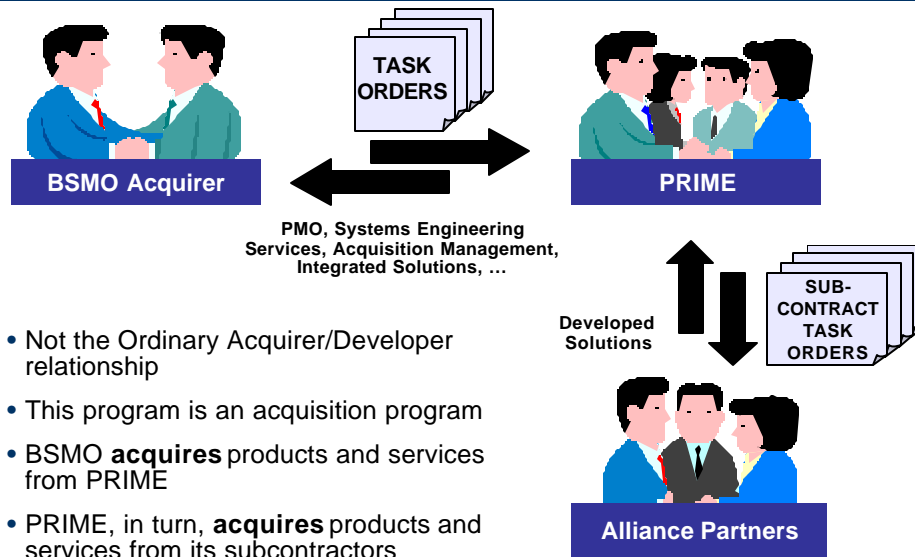 TASK
ORDERS
BSMO Acquirer
PRIME
PMO, Systems Engineering
Services, Acquisition Management,
Integrated Solutions, …
Developed
Solutions
SUB-
CONTRACT
TASK
ORDERS
• Not the Ordinary Acquirer/Developer
relationship
• This program is an acquisition program
• BSMO acquires products and services
from PRIME
• PRIME, in turn, acquires products and
services from its subcontractors
Alliance Partners